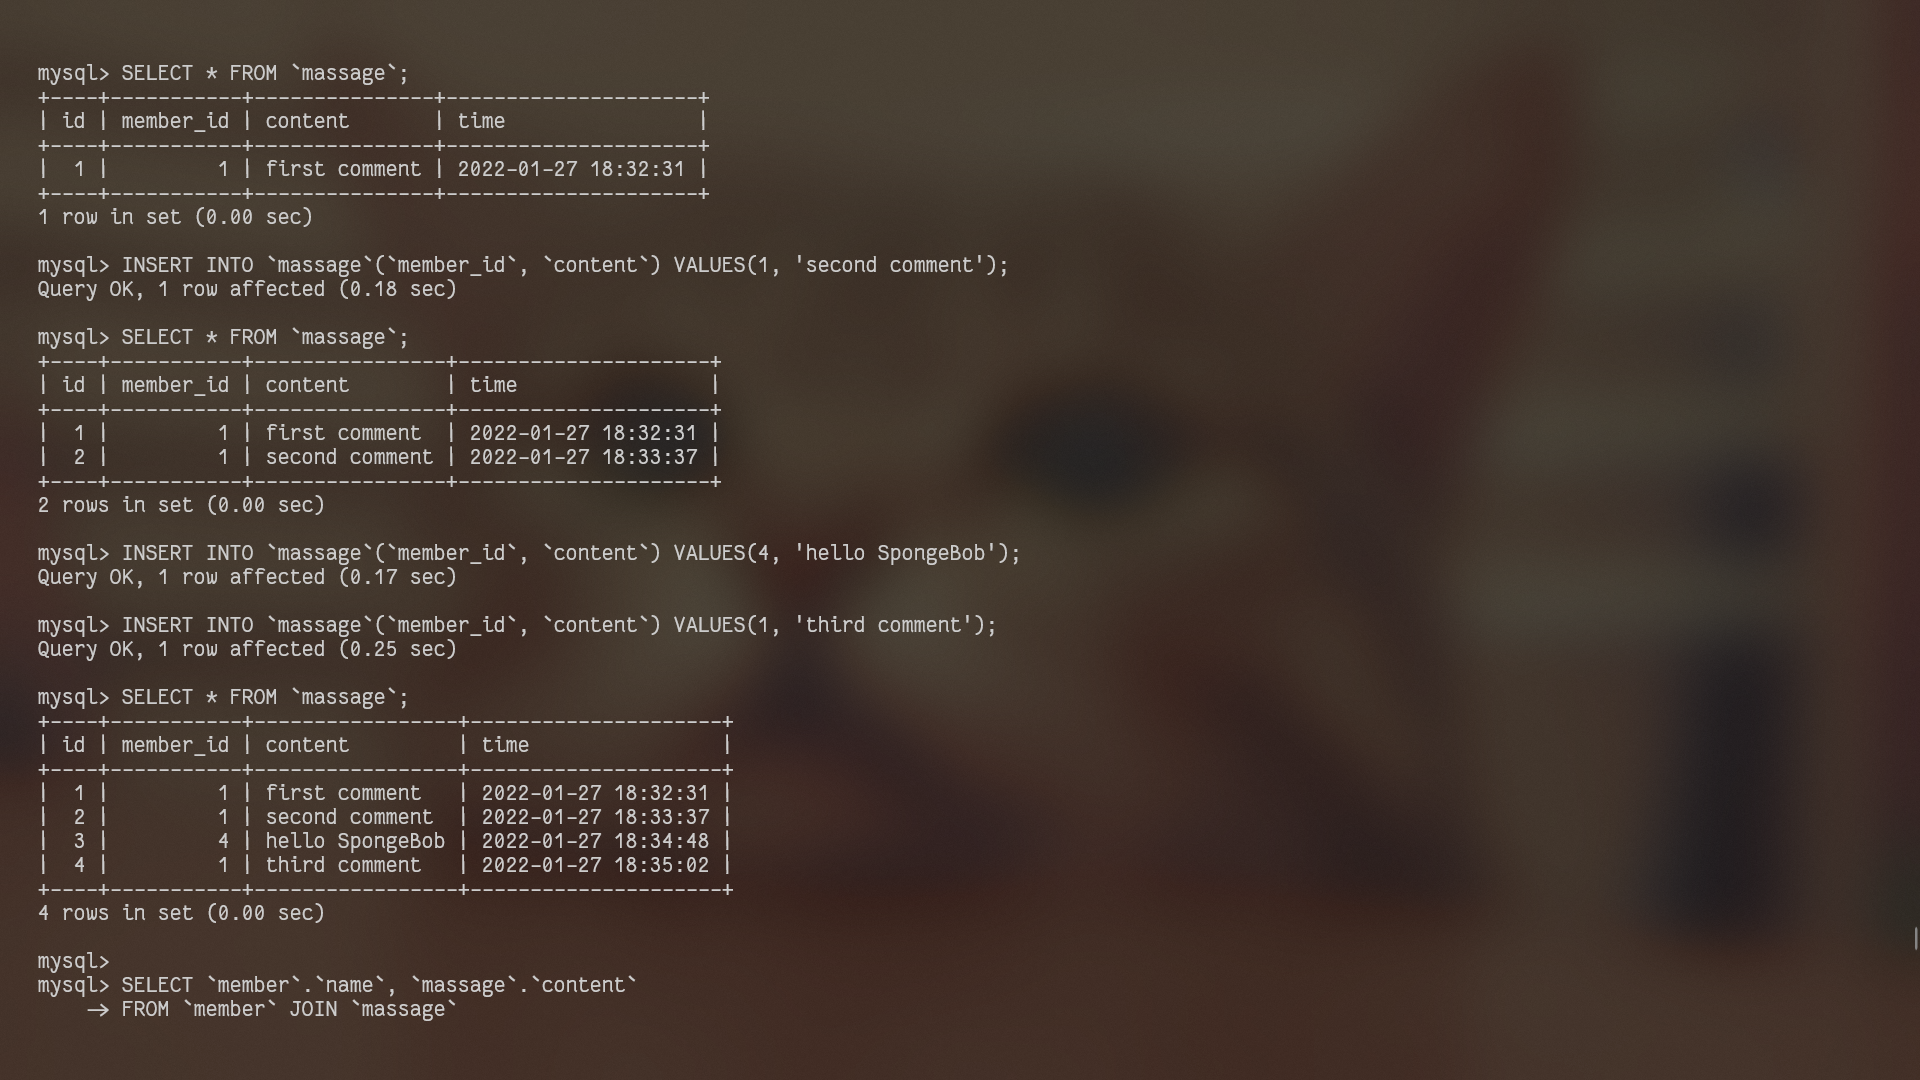 mysql> SELECT * FROM `massage`;
+----+-----------+---------------+---------------------+
| id | member_id | content       | time                |
+----+-----------+---------------+---------------------+
|  1 |         1 | first comment | 2022-01-27 18:32:31 |
+----+-----------+---------------+---------------------+
1 row in set (0.00 sec)

mysql> INSERT INTO `massage`(`member_id`, `content`) VALUES(1, 'second comment');
Query OK, 1 row affected (0.18 sec)

mysql> SELECT * FROM `massage`;
+----+-----------+----------------+---------------------+
| id | member_id | content        | time                |
+----+-----------+----------------+---------------------+
|  1 |         1 | first comment  | 2022-01-27 18:32:31 |
|  2 |         1 | second comment | 2022-01-27 18:33:37 |
+----+-----------+----------------+---------------------+
2 rows in set (0.00 sec)

mysql> INSERT INTO `massage`(`member_id`, `content`) VALUES(4, 'hello SpongeBob');
Query OK, 1 row affected (0.17 sec)

mysql> INSERT INTO `massage`(`member_id`, `content`) VALUES(1, 'third comment');
Query OK, 1 row affected (0.25 sec)

mysql> SELECT * FROM `massage`;
+----+-----------+-----------------+---------------------+
| id | member_id | content         | time                |
+----+-----------+-----------------+---------------------+
|  1 |         1 | first comment   | 2022-01-27 18:32:31 |
|  2 |         1 | second comment  | 2022-01-27 18:33:37 |
|  3 |         4 | hello SpongeBob | 2022-01-27 18:34:48 |
|  4 |         1 | third comment   | 2022-01-27 18:35:02 |
+----+-----------+-----------------+---------------------+
4 rows in set (0.00 sec)

mysql>
mysql> SELECT `member`.`name`, `massage`.`content`
    -> FROM `member` JOIN `massage`